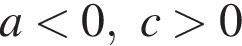 a < 0, c > 0